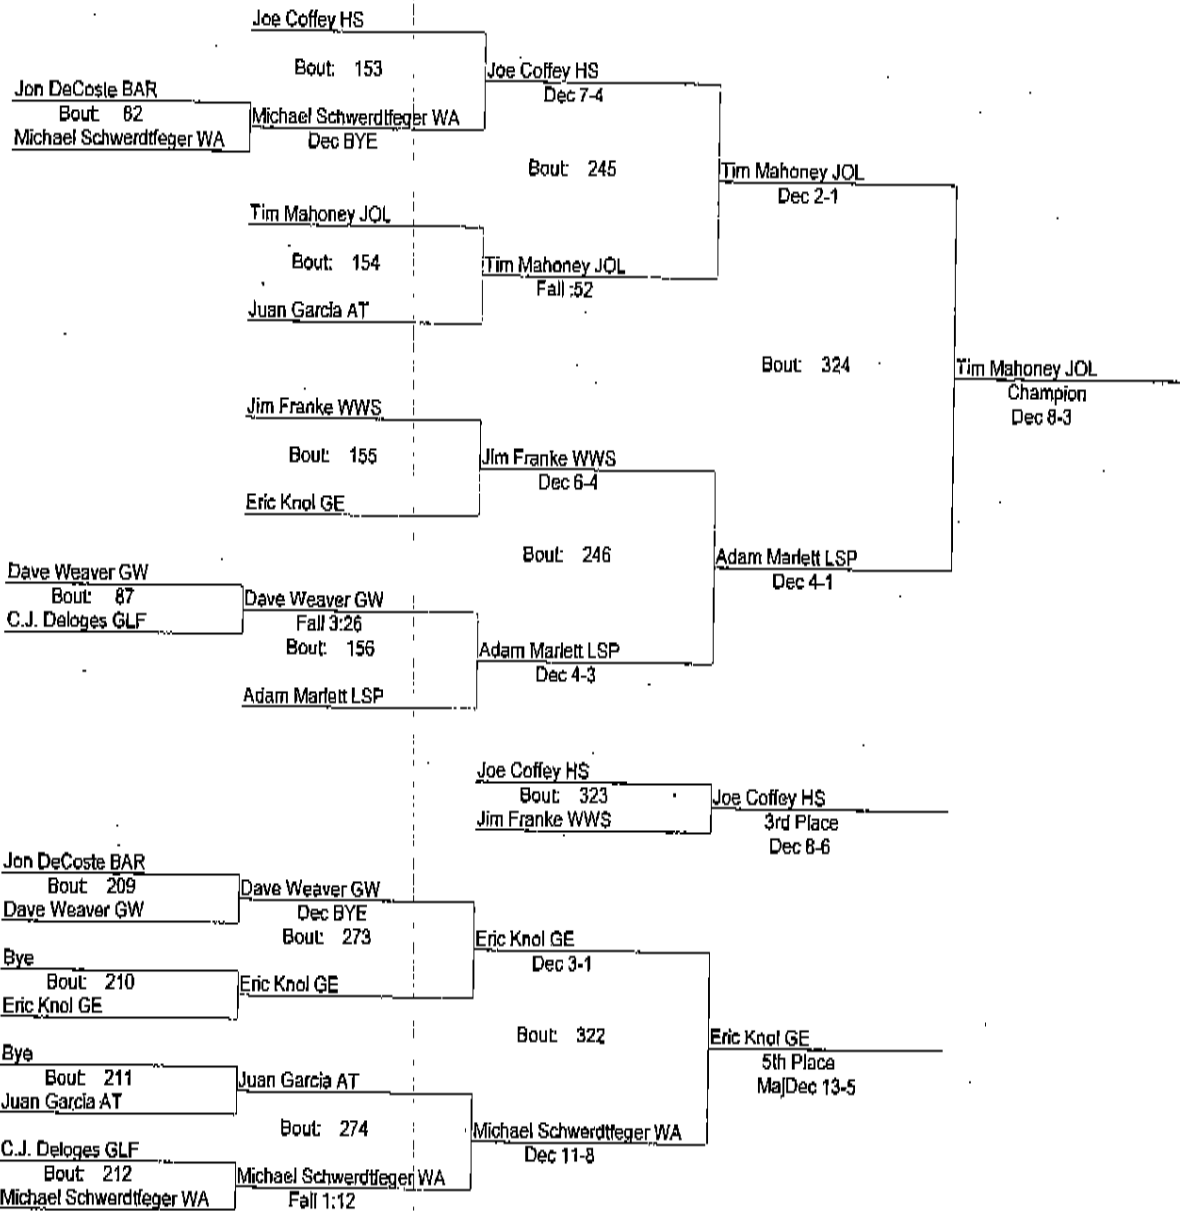 Joe Coffey HS
Bout: 153
Joe Coffey HS
Dec 7-4
Jon DeCoste BAR
Bout: 82
Michael Schwerdtfeger WA
Michael Schwerdtfeger WA
Dec BYE
Bout: 245
Tim Mahoney JOL
Dec 2-1
Tim Mahoney JOL
Bout: 154
Tim Mahoney JOL
Fall :52
Juan Garcia AT
Bout: 324
Tim Mahoney JOL
Champion
Dec 8-3
Jim Franke WWS
Bout: 155
Jim Franke WWS
Dec 6-4
Eric Knol GE
Bout: 246
Adam Marlett LSP
Dec 4-1
Dave Weaver GW
Bout: 87
C.J. Deloges GLF
Dave Weaver GW
Fall 3:26
Bout: 156
Adam Marlett LSP
Dec 4-3
Adam Marlett LSP
Joe Coffey HS
Bout: 323
Jim Franke WWS
Joe Coffey HS
3rd Place
Dec 8-6
Jon DeCoste BAR
Bout: 209
Dave Weaver GW
Dave Weaver GW
Dec BYE
Bout: 273
Eric Knol GE
Dec 3-1
Bye
Bout: 210
Eric Knol GE
Eric Knol GE
Bout: 322
Eric Knol GE
5th Place
MajDec 13-5
Bye
Bout: 211
Juan Garcia AT
Juan Garcia AT
Bout: 274
Michael Schwerdtfeger WA
Dec 11-8
C.J. Deloges GLF
Bout: 212
Michael Schwerdtfeger WA
Michael Schwerdtfeger WA
Fall 1:12